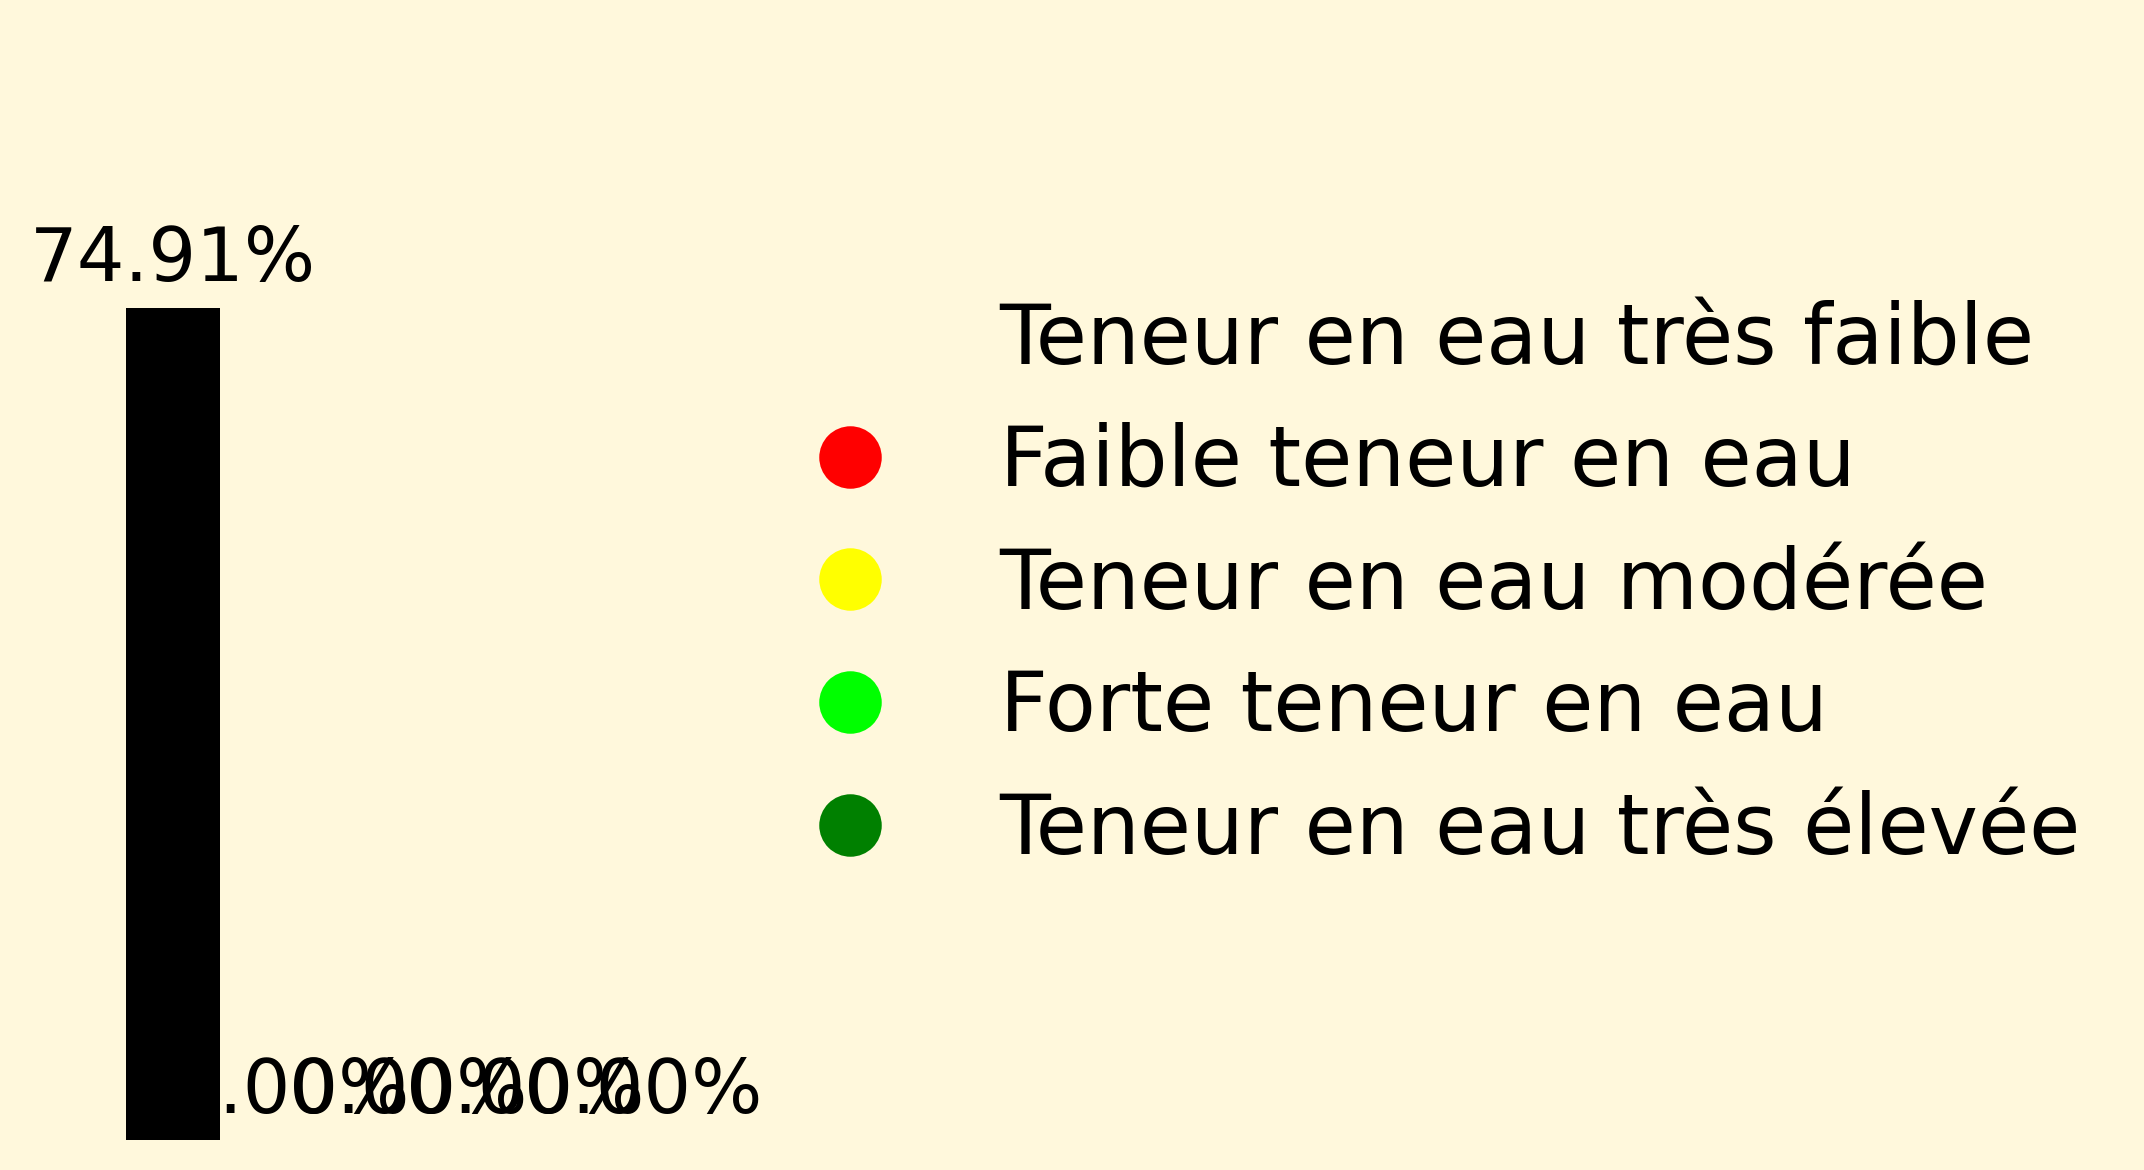 74.91%
Teneur en eau très faible
Faible teneur en eau
Teneur en eau modérée
Forte teneur en eau
Teneur en eau très élevée